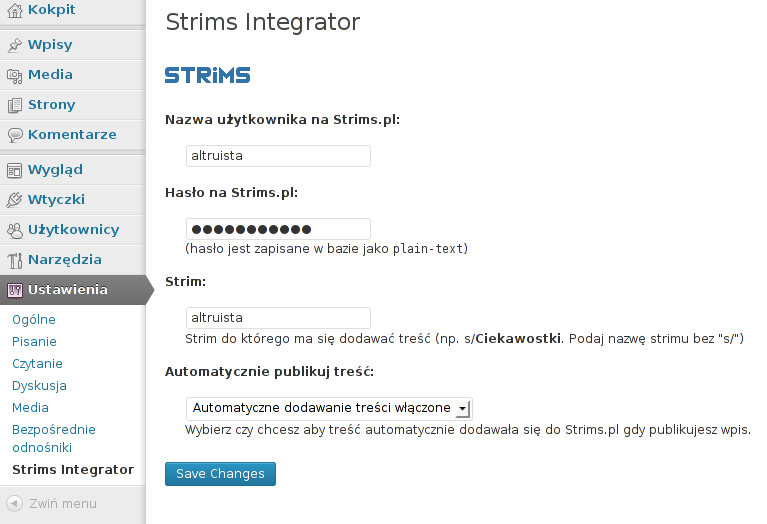 Kokpit
Wpisy
Media
Strony
Komentarze
Wygląd
Wtyczki
Użytkownicy
Narzędzia
Ustawienia
Ogólne
Pisanie
Czytanie
Dyskusja
Media
Bezpośrednie
odnośniki
Strims Integrator
Zwiń menu
Strims Integrator
STRiMS
Nazwa użytkownika na Strims.pl:
altruista
Hasło na Strims.pl:
●●●●●●●●●●●
(hasło jest zapisane w bazie jako plain-text)
Strim:
altruista
Strim do którego ma się dodawać treść (np. s/Ciekawostki. Podaj nazwę strimu bez "s/")
Automatycznie publikuj treść:
Automatyczne dodawanie treści włączone
Wybierz czy chcesz aby treść automatycznie dodawała się do Strims.pl gdy publikujesz wpis.
Save Changes